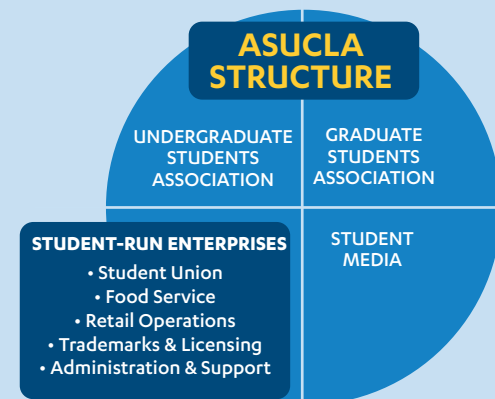 ASUCLA
STRUCTURE
UNDERGRADUATE
STUDENTS
ASSOCIATION
GRADUATE
STUDENTS
ASSOCIATION
STUDENT-RUN ENTERPRISES
• Student Union
• Food Service
• Retail Operations
• Trademarks & Licensing
• Administration & Support
STUDENT
MEDIA